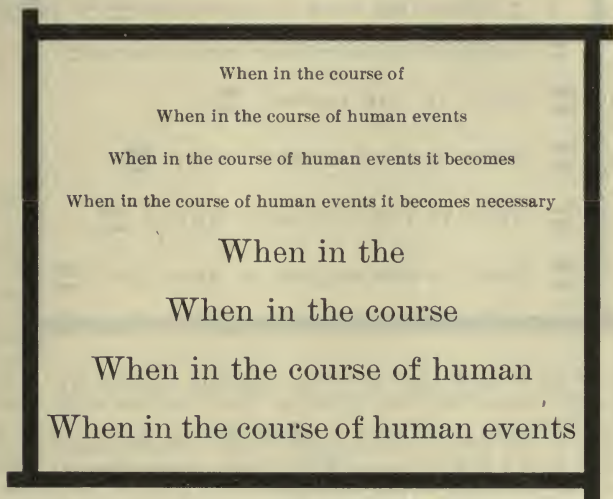 When in the course of
When in the course of human events
When in the course of human events it becomes
When in the course of human events it becomes necessary
When in the
When in the course
When in the course of human
When in the course of human events